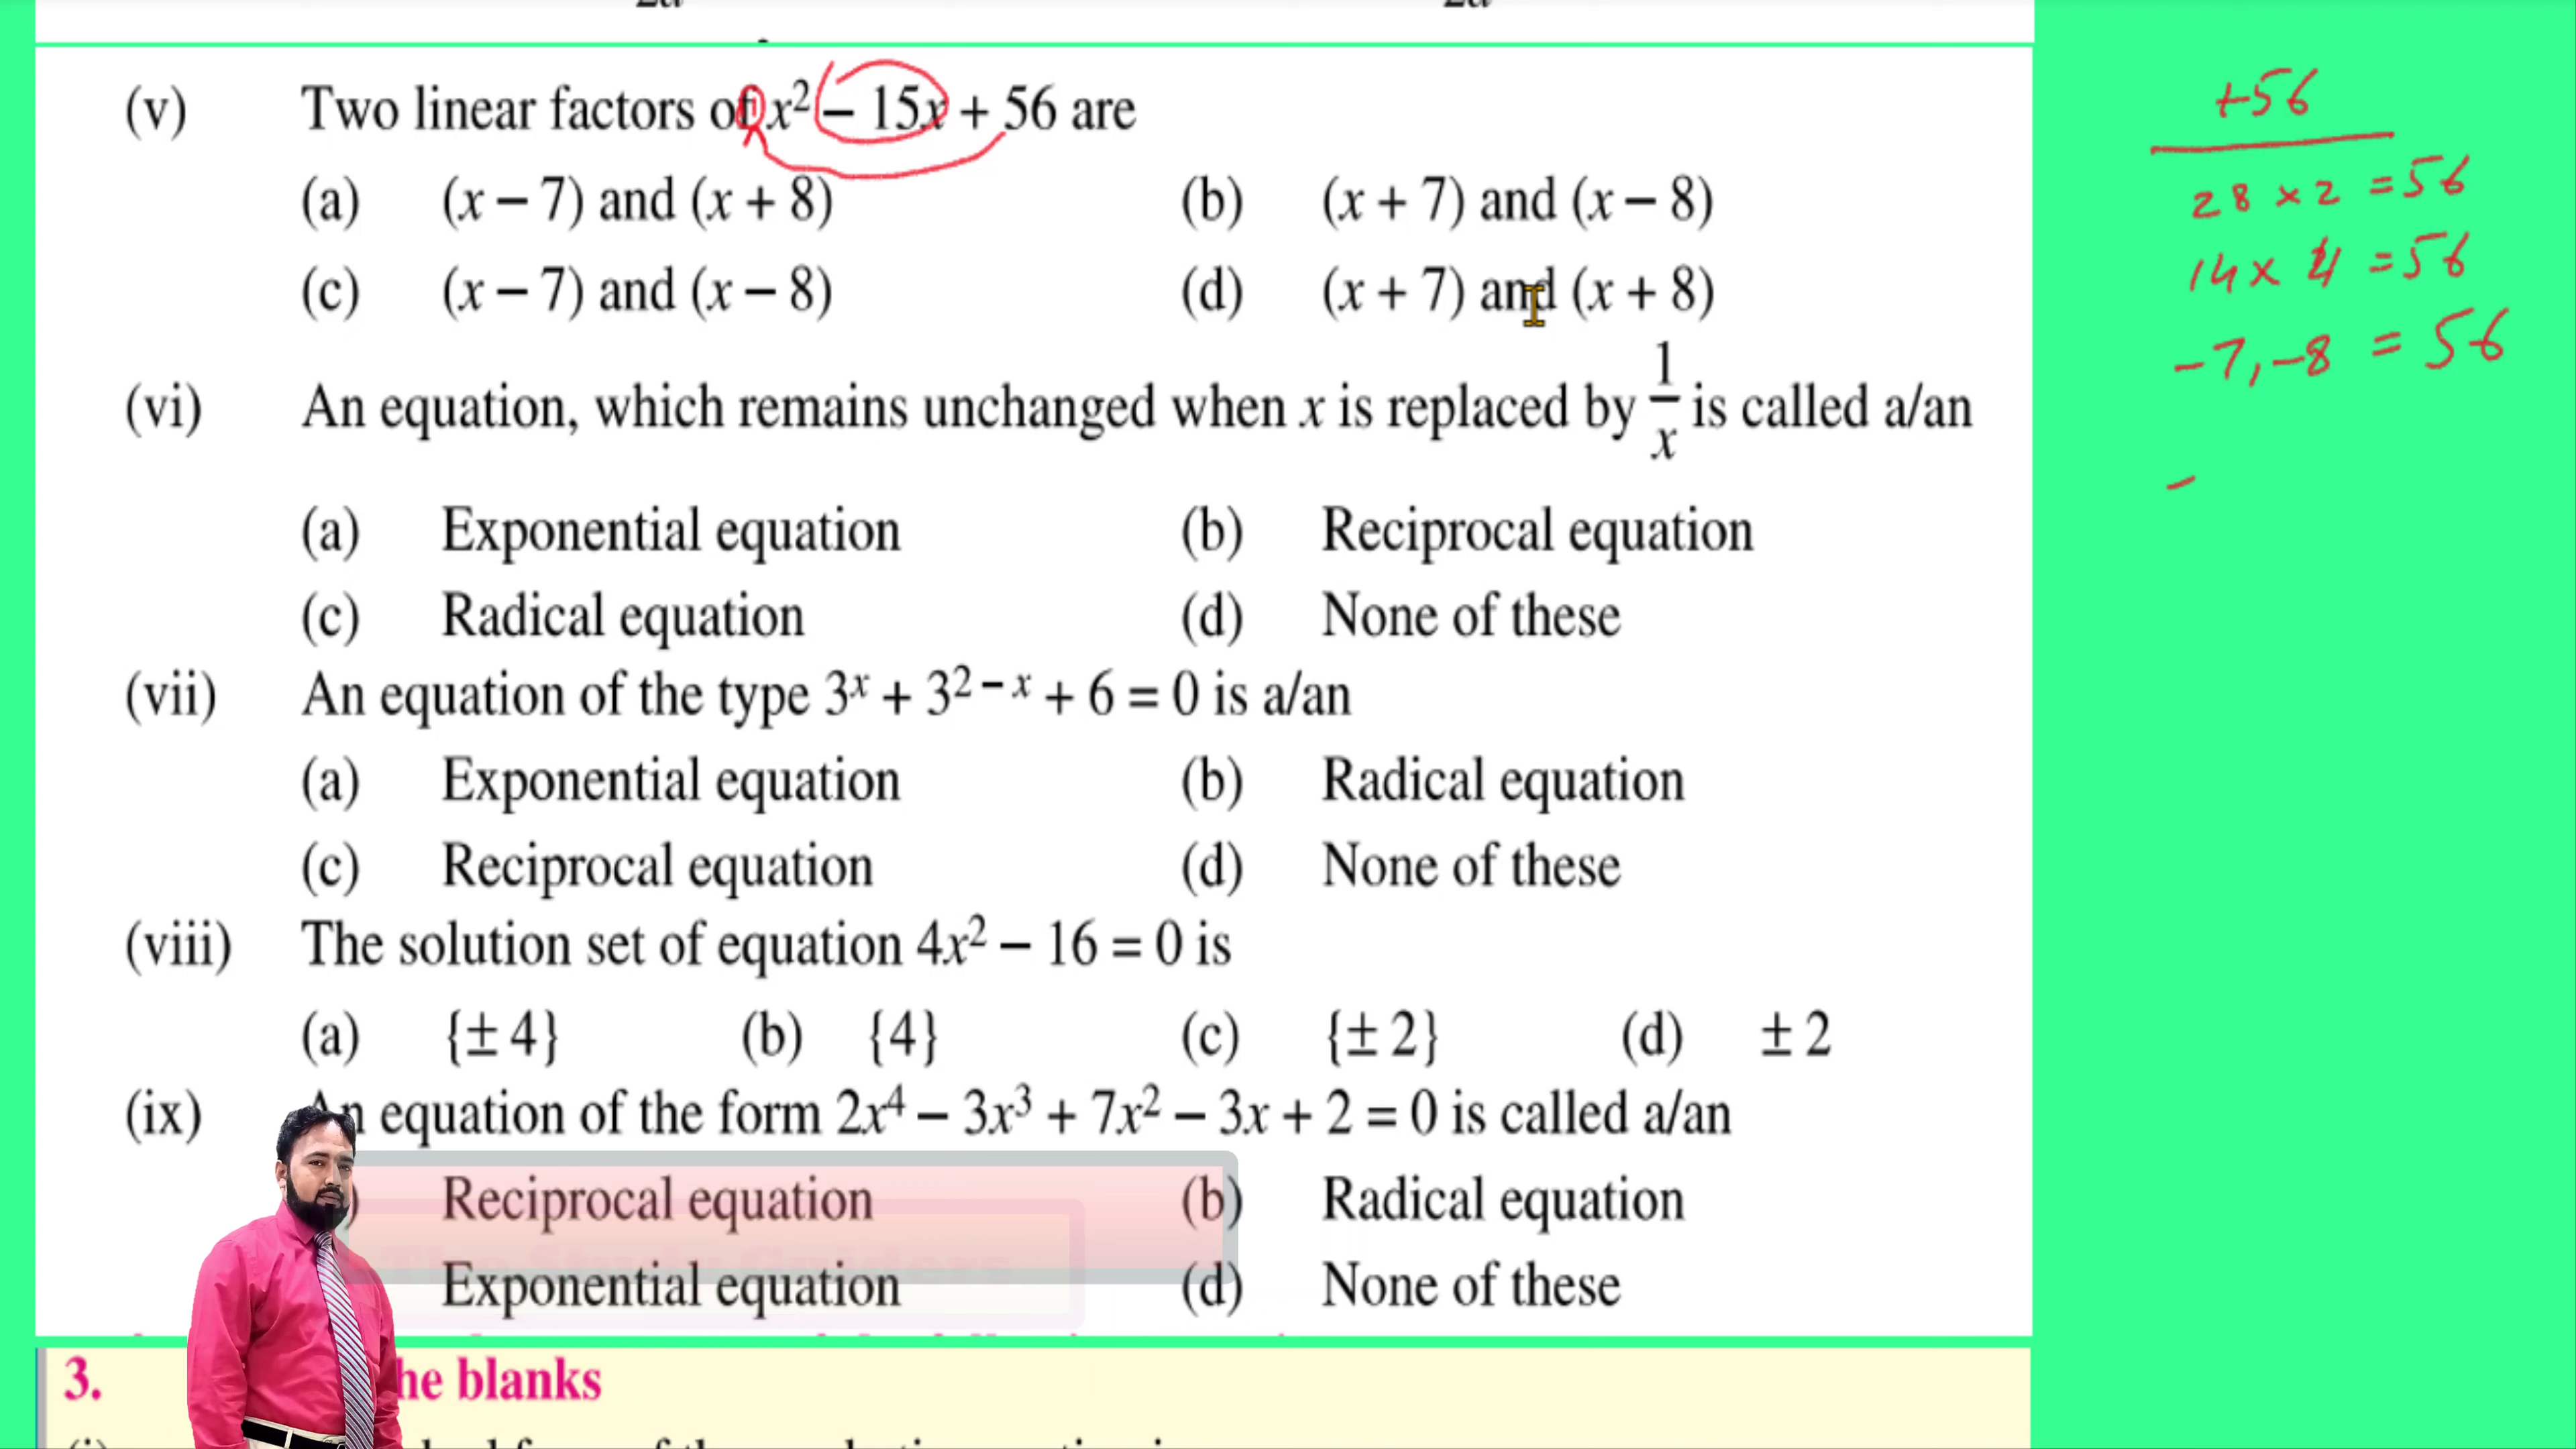 (v) Two linear factors of x² – 15x + 56 are
(a) (x – 7) and (x + 8) (b) (x + 7) and (x – 8)
(c) (x – 7) and (x – 8) (d) (x + 7) and (x + 8)
(vi) An equation, which remains unchanged when x is replaced by 1/x is called a/an
(a) Exponential equation (b) Reciprocal equation
(c) Radical equation (d) None of these
(vii) An equation of the type 3ˣ + 3²⁻ˣ + 6 = 0 is a/an
(a) Exponential equation (b) Radical equation
(c) Reciprocal equation (d) None of these
(viii) The solution set of equation 4x² – 16 = 0 is
(a) {± 4} (b) {4} (c) {± 2} (d) ± 2
(ix) An equation of the form 2x⁴ – 3x³ + 7x² – 3x + 2 = 0 is called a/an
) Reciprocal equation (b) Radical equation
Exponential equation (d) None of these
3. he blanks
+56
28 × 2 = 56
14 × 4 = 56
-7, -8 = 56
-